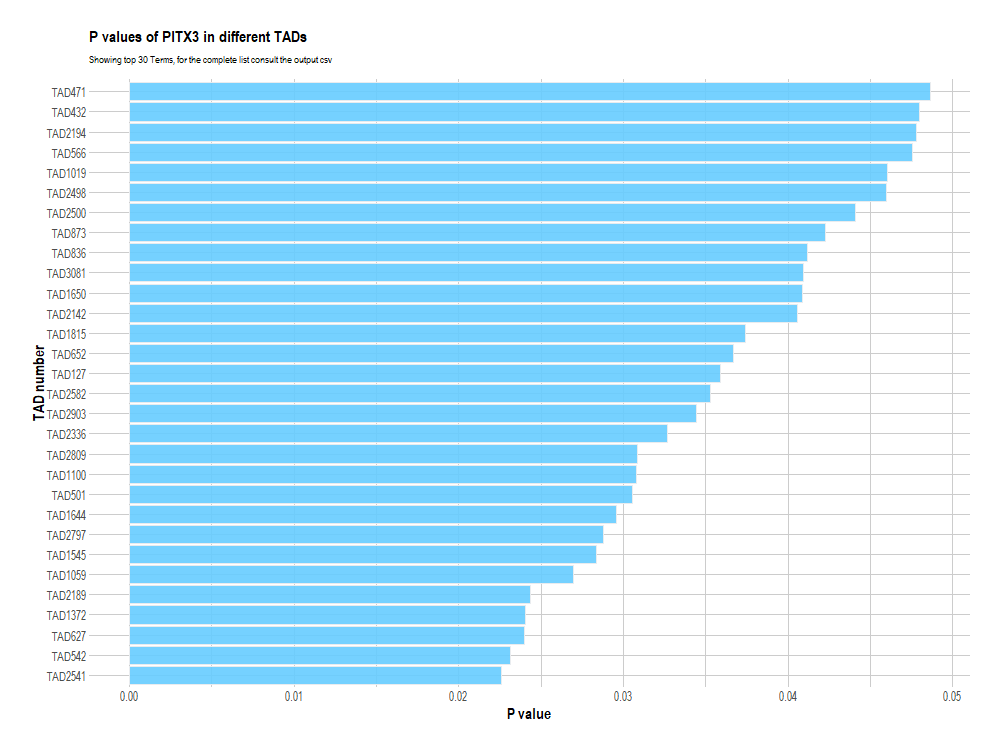 P values of PITX3 in different TADs
Showing top 30 Terms, for the complete list consult the output csv
TAD number
TAD471
TAD432
TAD2194
TAD566
TAD1019
TAD2498
TAD2500
TAD873
TAD836
TAD3081
TAD1650
TAD2142
TAD1815
TAD652
TAD127
TAD2582
TAD2903
TAD2336
TAD2809
TAD1100
TAD501
TAD1644
TAD2797
TAD1545
TAD1059
TAD2189
TAD1372
TAD627
TAD542
TAD2541
0.00 0.01 0.02 0.03 0.04 0.05
P value